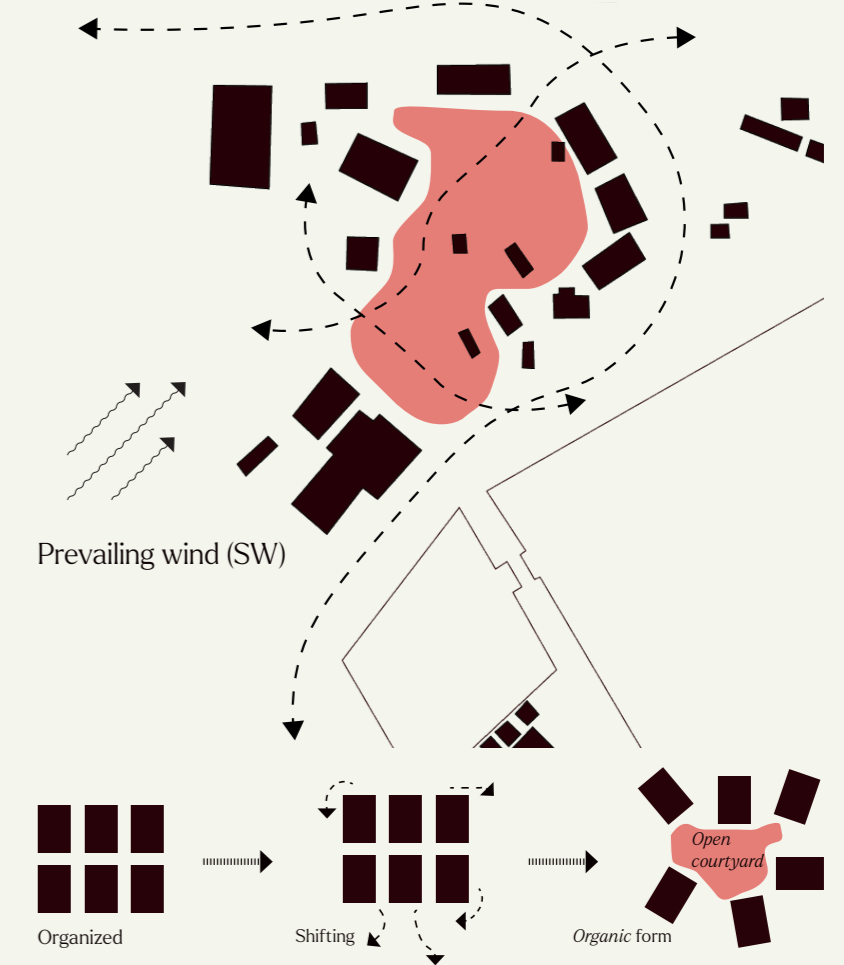 Prevailing wind (SW)
Open
courtyard
Organized
Shifting
Organic form